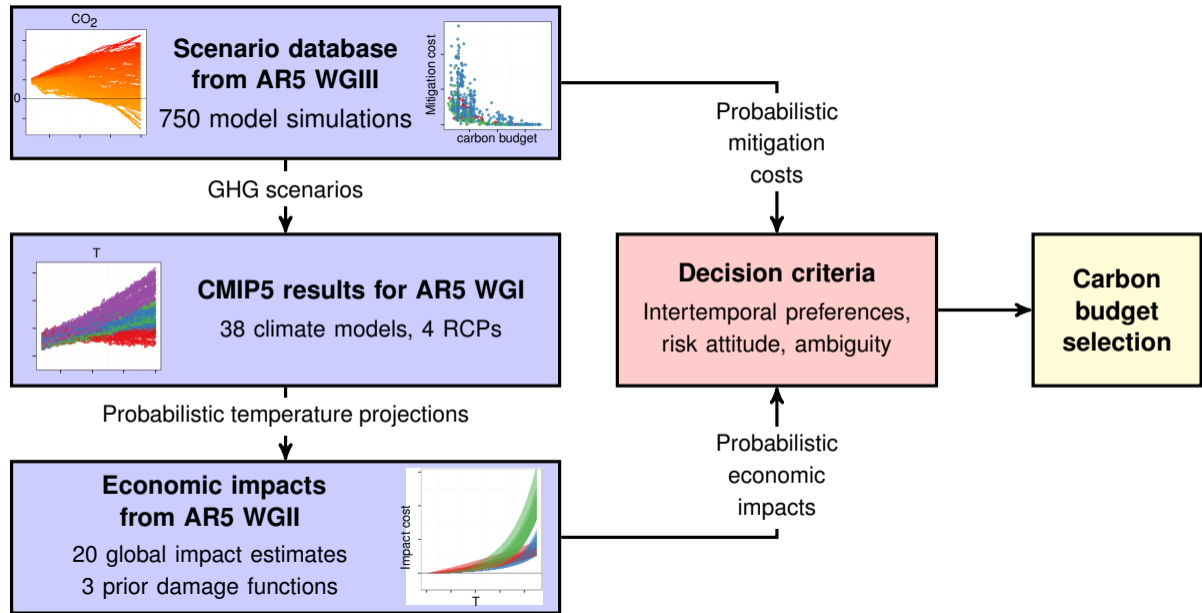 CO2
0
Scenario database
from AR5 WGIII
750 model simulations
Mitigation cost
carbon budget
Probabilistic
mitigation
costs
GHG scenarios
T
CMIP5 results for AR5 WGI
38 climate models, 4 RCPs
Decision criteria
Intertemporal preferences,
risk attitude, ambiguity
Carbon
budget
selection
Probabilistic temperature projections
Probabilistic
economic
impacts
Economic impacts
from AR5 WGII
20 global impact estimates
3 prior damage functions
Impact cost
T